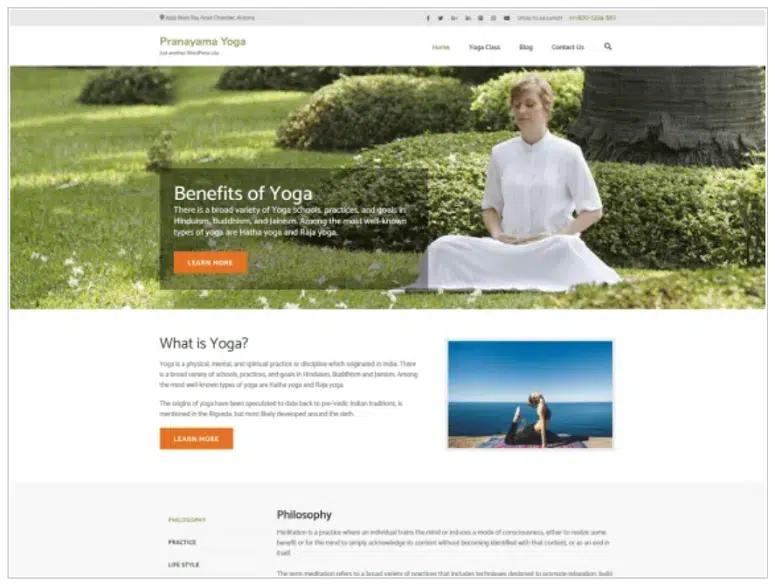 Pranayama Yoga
Just another WordPress site
Home Yoga Class Blog Contact Us
Benefits of Yoga
There is a broad variety of Yoga schools, practices, and goals in
Hinduism, Buddhism, and Jainism. Among the most well-known
types of yoga are Hatha yoga and Raja yoga.
LEARN MORE
What is Yoga?
Yoga is a physical, mental, and spiritual practice or discipline which originated in India. There
is a broad variety of schools, practices, and goals in Hinduism, Buddhism and Jainism. Among
the most well-known types of yoga are Hatha yoga and Raja yoga.
The origins of yoga have been speculated to date back to pre-Vedic Indian traditions, is
mentioned in the Rigveda, but most likely developed around the sixth
LEARN MORE
PHILOSOPHY
PRACTICE
LIFE STYLE
Philosophy
Meditation is a practice where an individual trains the mind or induces a mode of consciousness, either to realize some
benefit or for the mind to simply acknowledge its content without becoming identified with that content, or as an end in
itself.
The term meditation refers to a broad variety of practices that includes techniques designed to promote relaxation, build